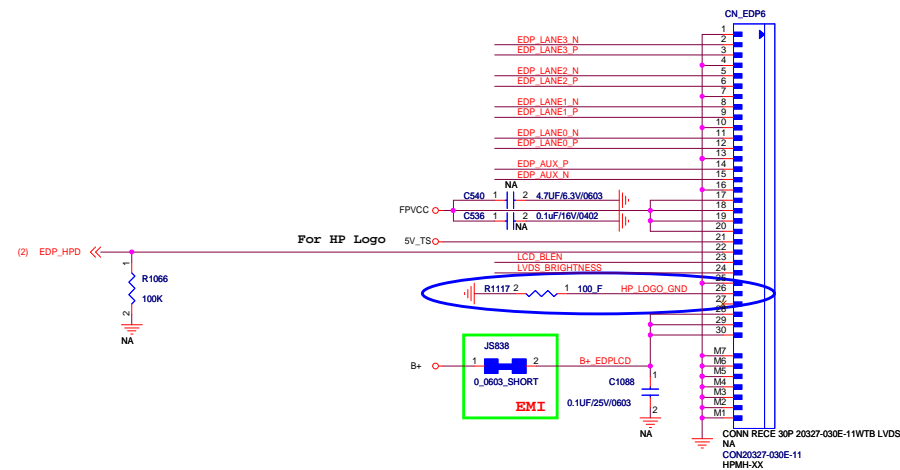 CN_EDP6
1
EDP_LANE3_N 2
EDP_LANE3_P 3
4
EDP_LANE2_N 5
EDP_LANE2_P 6
7
EDP_LANE1_N 8
EDP_LANE1_P 9
10
EDP_LANE0_N 11
EDP_LANE0_P 12
13
EDP_AUX_P 14
EDP_AUX_N 15
NA 16
C540 1 2 4.7UF/6.3V/0603 17
FPVCC 18
C536 1 2 0.1uF/16V/0402 19
NA 20
For HP Logo 5V_TS 21
(2) EDP_HPD 22
LCD_BLEN 23
LVDS_BRIGHTNESS 24
1 25
R1066 R1117 2 1 100_F HP_LOGO_GND 26
100K 27
2 28
NA 29
30
JS838
B+ 1 2 B+_EDPLCD
0_0603_SHORT
EMI
C1088 1
0.1UF/25V/0603
2
NA
M7
M6
M5
M4
M3
M2
M1
CONN RECE 30P 20327-030E-11WTB LVDS
NA
CON20327-030E-11
HPMH-XX